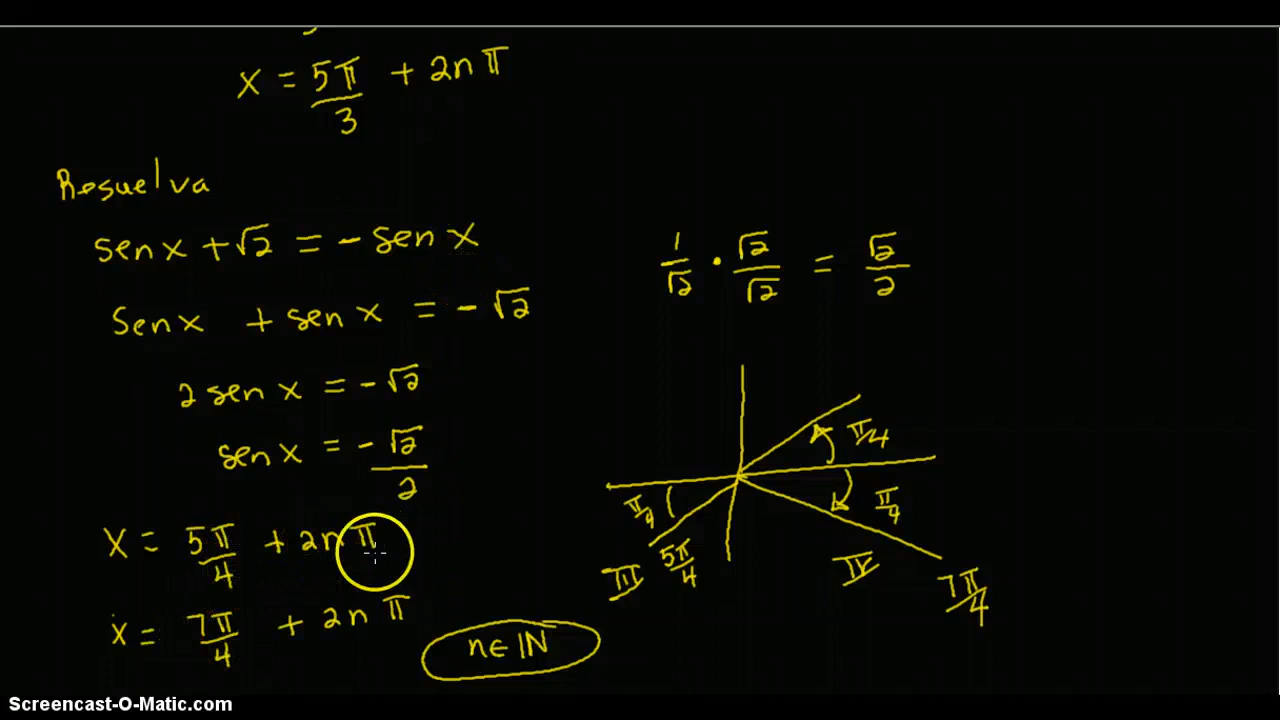 x = 5π/3 + 2nπ
Resuelva
sen x + √2 = - sen x
sen x + sen x = - √2
2 sen x = - √2
sen x = - √2/2
x = 5π/4 + 2nπ
x = 7π/4 + 2nπ
n ∈ ℕ
1/√2 · √2/√2 = √2/2
π/4
π/4
π/4
5π/4
III
IV
7π/4
Screencast-O-Matic.com